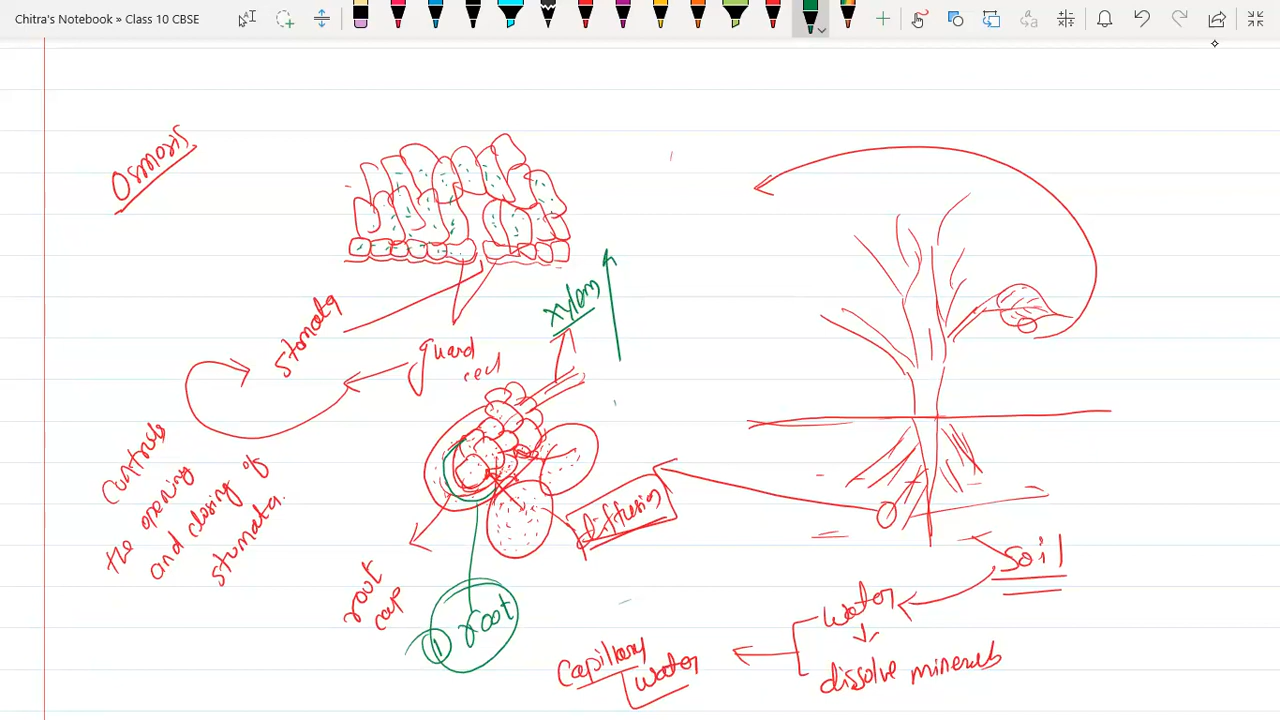 Chitra's Notebook » Class 10 CBSE
Osmosis
xylem
stomata
guard
cell
controls
the opening
and closing of
stomata.
diffusion
root
cap
① root
Soil
water
dissolve minerals
Capillary
water